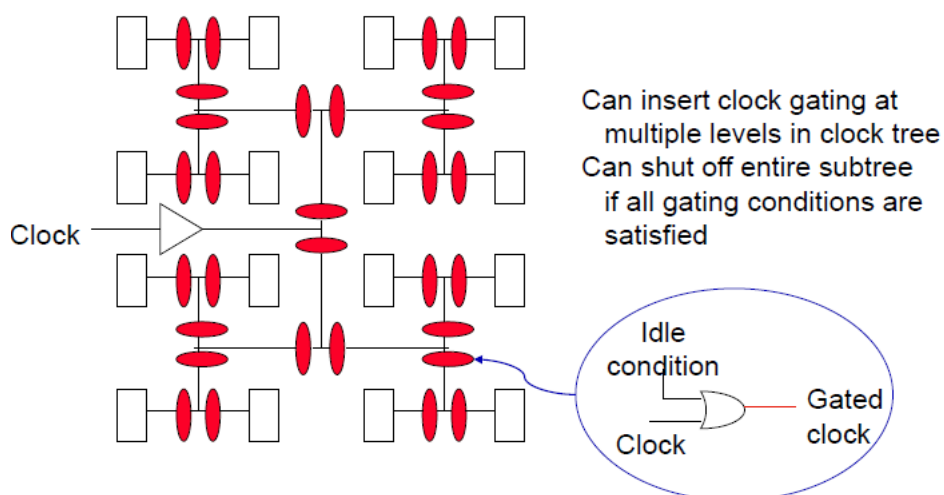 Can insert clock gating at
multiple levels in clock tree
Can shut off entire subtree
if all gating conditions are
satisfied
Clock
Idle
condition
Gated
clock
Clock